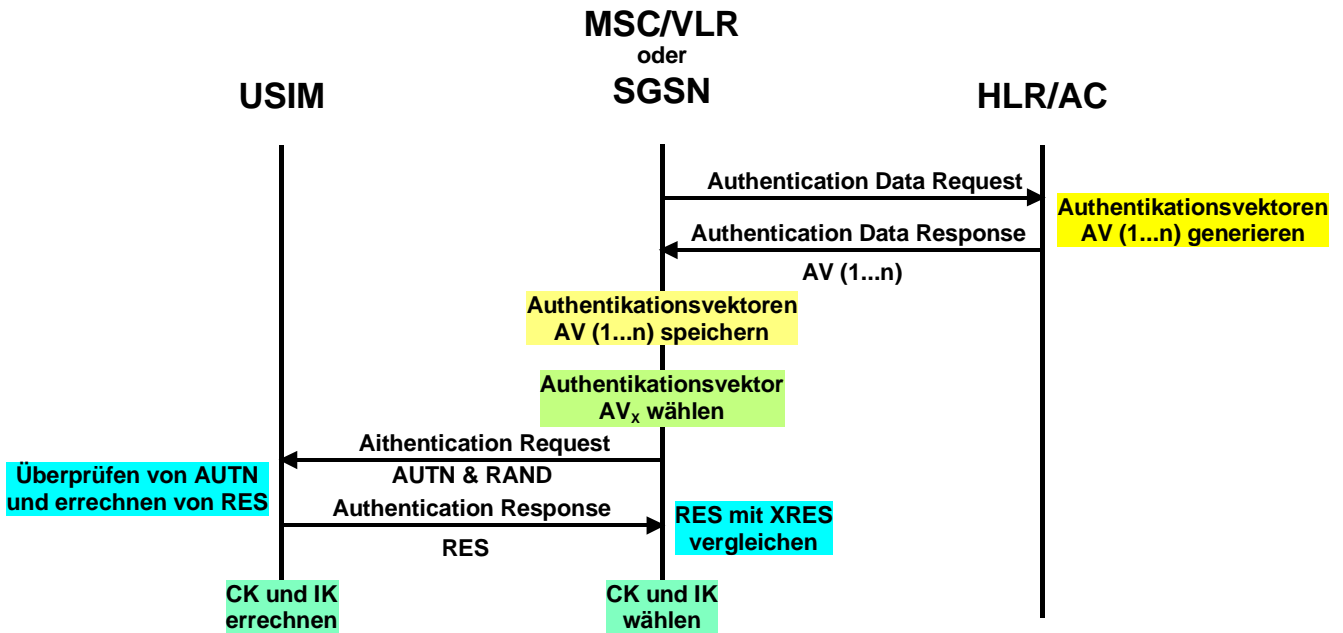 MSC/VLR
oder
SGSN
USIM
HLR/AC
Authentication Data Request
Authentikationsvektoren
AV (1...n) generieren
Authentication Data Response
AV (1...n)
Authentikationsvektoren
AV (1...n) speichern
Authentikationsvektor
AVx wählen
Aithentication Request
AUTN & RAND
Überprüfen von AUTN
und errechnen von RES
Authentication Response
RES
RES mit XRES
vergleichen
CK und IK
errechnen
CK und IK
wählen